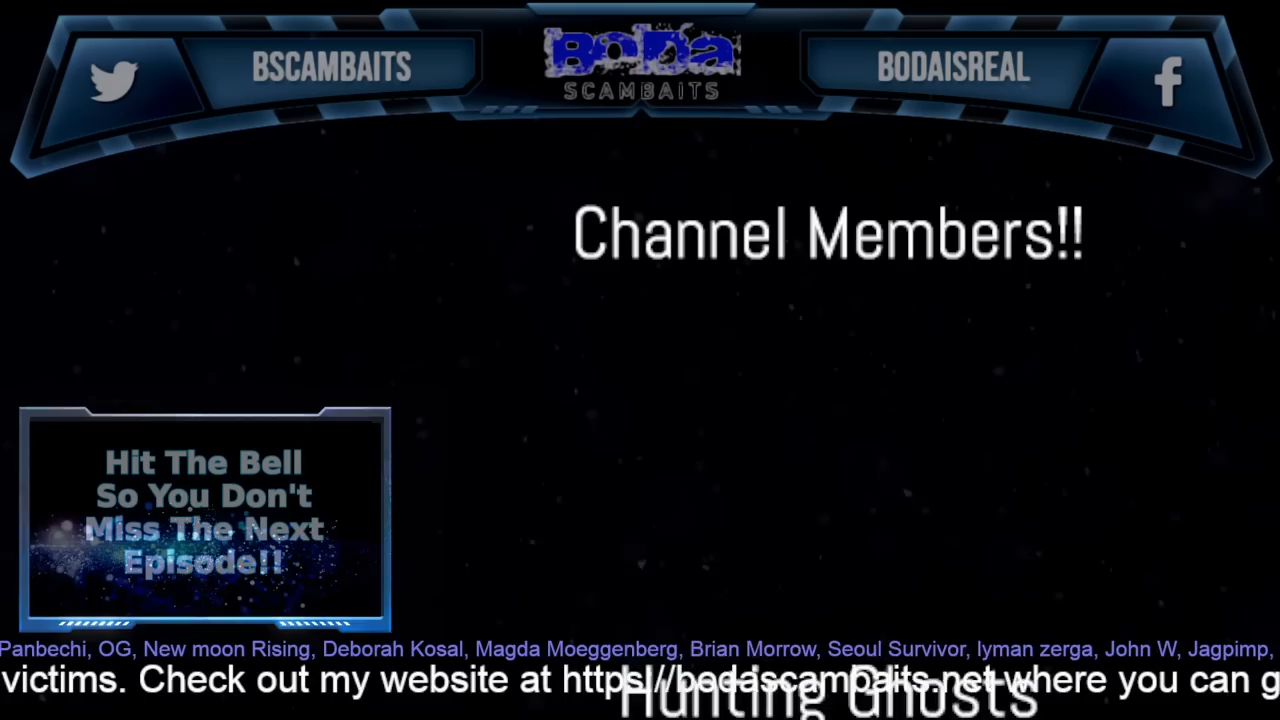 BSCAMBAITS
BoDa
SCAMBAITS
BODAISREAL
Channel Members!!
Hit The Bell
So You Don't
Miss The Next
Episode!!
Panbechi, OG, New moon Rising, Deborah Kosal, Magda Moeggenberg, Brian Morrow, Seoul Survivor, lyman zerga, John W, Jagpimp,
victims. Check out my website at https://bodascambaits.net where you can g
Hunting Ghosts